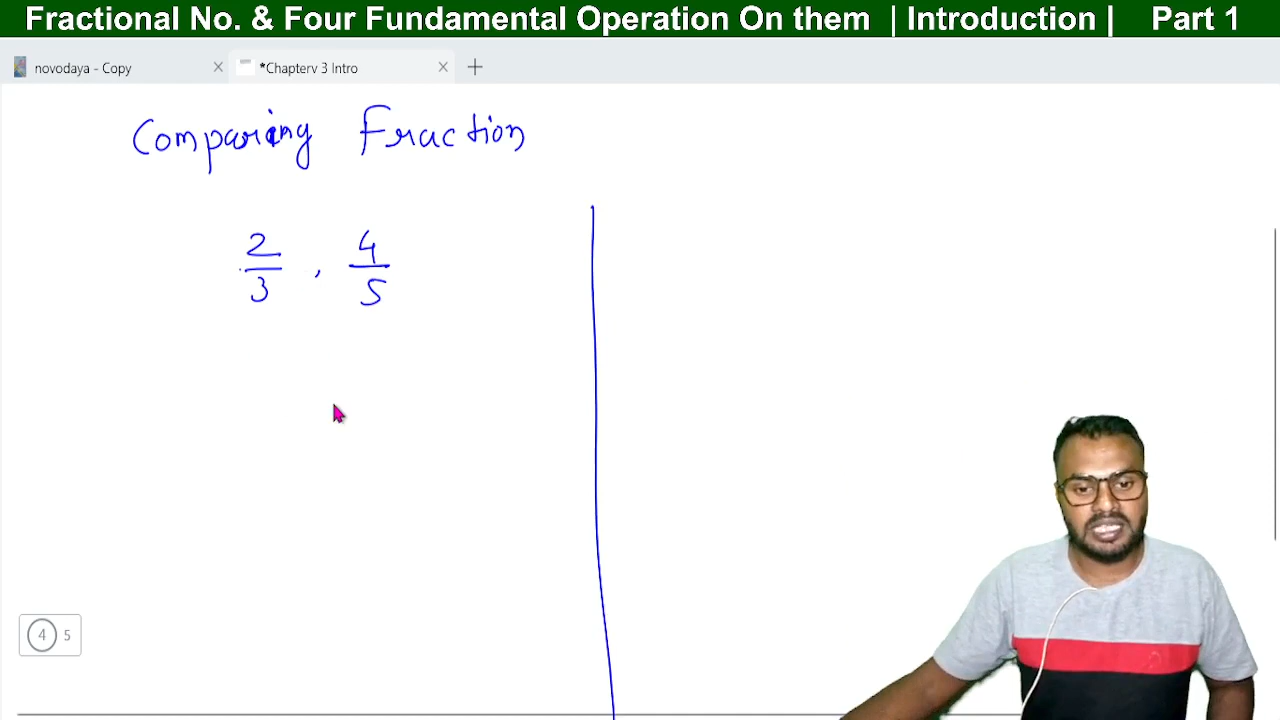 Fractional No. & Four Fundamental Operation On them | Introduction | Part 1
novodaya - Copy
*Chapterv 3 Intro
Comparing Fraction
2/3 , 4/5
4 5